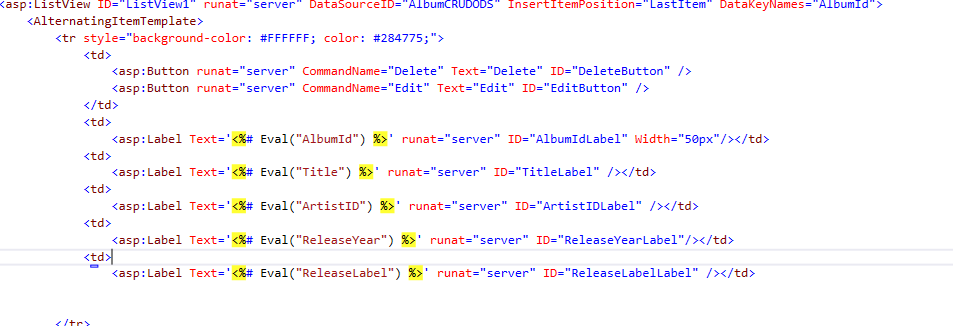 <asp:ListView ID="ListView1" runat="server" DataSourceID="AlbumCRUDODS" InsertItemPosition="LastItem" DataKeyNames="AlbumId">
<AlternatingItemTemplate>
<tr style="background-color: #FFFFFF; color: #284775;">
<td>
<asp:Button runat="server" CommandName="Delete" Text="Delete" ID="DeleteButton" />
<asp:Button runat="server" CommandName="Edit" Text="Edit" ID="EditButton" />
</td>
<td>
<asp:Label Text='<%# Eval("AlbumId") %>' runat="server" ID="AlbumIdLabel" Width="50px"/></td>
<td>
<asp:Label Text='<%# Eval("Title") %>' runat="server" ID="TitleLabel" /></td>
<td>
<asp:Label Text='<%# Eval("ArtistID") %>' runat="server" ID="ArtistIDLabel" /></td>
<td>
<asp:Label Text='<%# Eval("ReleaseYear") %>' runat="server" ID="ReleaseYearLabel"/></td>
<td>
<asp:Label Text='<%# Eval("ReleaseLabel") %>' runat="server" ID="ReleaseLabelLabel" /></td>
</tr>